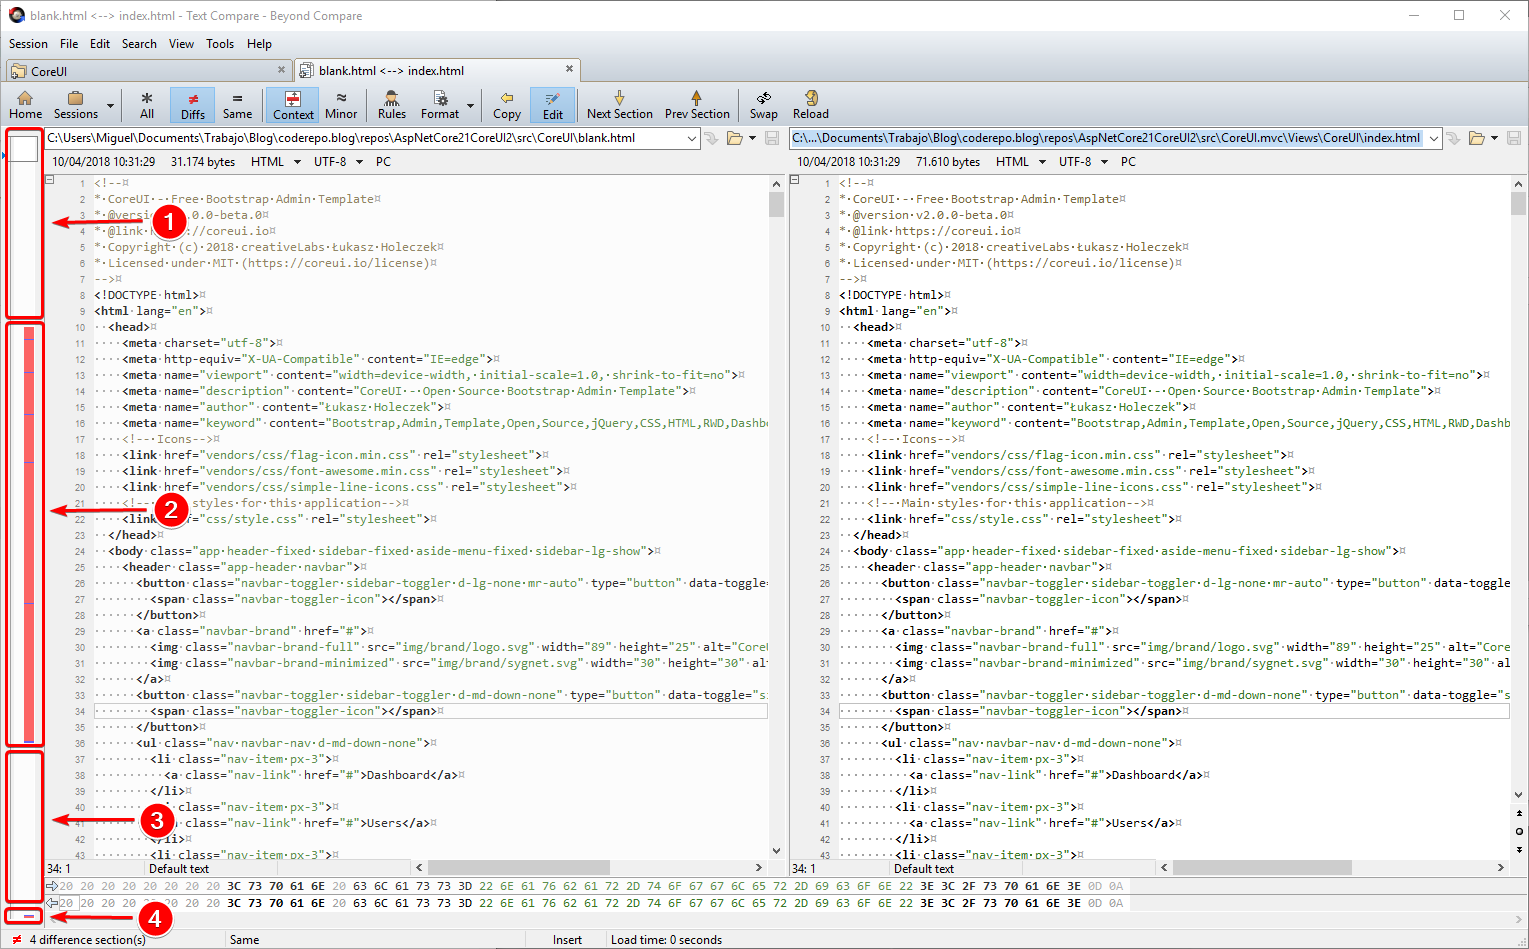 blank.html <--> index.html - Text Compare - Beyond Compare
Session File Edit Search View Tools Help
CoreUI
blank.html <--> index.html
Home Sessions All Diffs Same Context Minor Rules Format Copy Edit Next Section Prev Section Swap Reload
C:\Users\Miguel\Documents\Trabajo\Blog\coderepo.blog\repos\AspNetCore21CoreUI2\src\CoreUI\blank.html
C:\...\Documents\Trabajo\Blog\coderepo.blog\repos\AspNetCore21CoreUI2\src\CoreUI.mvc\Views\CoreUI\index.html
10/04/2018 10:31:29 31.174 bytes HTML UTF-8 PC
10/04/2018 10:31:29 71.610 bytes HTML UTF-8 PC
1 <!--¤
2 *·CoreUI·-·Free·Bootstrap·Admin·Template¤
3 *·@version .0.0-beta.0¤
4 *·@link h ://coreui.io¤
5 *·Copyright·(c)·2018·creativeLabs·Łukasz·Holeczek¤
6 *·Licensed·under·MIT·(https://coreui.io/license)¤
7 -->¤
8 <!DOCTYPE·html>¤
9 <html·lang="en">¤
10 ··<head>¤
11 ····<meta·charset="utf-8">¤
12 ····<meta·http-equiv="X-UA-Compatible"·content="IE=edge">¤
13 ····<meta·name="viewport"·content="width=device-width,·initial-scale=1.0,·shrink-to-fit=no">¤
14 ····<meta·name="description"·content="CoreUI·-·Open·Source·Bootstrap·Admin·Template">¤
15 ····<meta·name="author"·content="Łukasz·Holeczek">¤
16 ····<meta·name="keyword"·content="Bootstrap,Admin,Template,Open,Source,jQuery,CSS,HTML,RWD,Dashbo
17 ····<!--·Icons-->¤
18 ····<link·href="vendors/css/flag-icon.min.css"·rel="stylesheet">¤
19 ····<link·href="vendors/css/font-awesome.min.css"·rel="stylesheet">¤
20 ····<link·href="vendors/css/simple-line-icons.css"·rel="stylesheet">¤
21 ····<!-- styles·for·this·application-->¤
22 ····<link ef="css/style.css"·rel="stylesheet">¤
23 ··</head>¤
24 ··<body·class="app·header-fixed·sidebar-fixed·aside-menu-fixed·sidebar-lg-show">¤
25 ····<header·class="app-header·navbar">¤
26 ······<button·class="navbar-toggler·sidebar-toggler·d-lg-none·mr-auto"·type="button"·data-toggle=
27 ········<span·class="navbar-toggler-icon"></span>¤
28 ······</button>¤
29 ······<a·class="navbar-brand"·href="#">¤
30 ········<img·class="navbar-brand-full"·src="img/brand/logo.svg"·width="89"·height="25"·alt="CoreU
31 ········<img·class="navbar-brand-minimized"·src="img/brand/sygnet.svg"·width="30"·height="30"·al
32 ······</a>¤
33 ······<button·class="navbar-toggler·sidebar-toggler·d-md-down-none"·type="button"·data-toggle="s
34 ········<span·class="navbar-toggler-icon"></span>¤
35 ······</button>¤
36 ······<ul·class="nav·navbar-nav·d-md-down-none">¤
37 ········<li·class="nav-item·px-3">¤
38 ··········<a·class="nav-link"·href="#">Dashboard</a>¤
39 ········</li>¤
40 ········ i·class="nav-item·px-3">¤
41 ·········· class="nav-link"·href="#">Users</a>¤
42 ········</li>¤
43 ········<li·class="nav-item·px-3">¤
1 <!--¤
2 *·CoreUI·-·Free·Bootstrap·Admin·Template¤
3 *·@version·v2.0.0-beta.0¤
4 *·@link·https://coreui.io¤
5 *·Copyright·(c)·2018·creativeLabs·Łukasz·Holeczek¤
6 *·Licensed·under·MIT·(https://coreui.io/license)¤
7 -->¤
8 <!DOCTYPE·html>¤
9 <html·lang="en">¤
10 ··<head>¤
11 ····<meta·charset="utf-8">¤
12 ····<meta·http-equiv="X-UA-Compatible"·content="IE=edge">¤
13 ····<meta·name="viewport"·content="width=device-width,·initial-scale=1.0,·shrink-to-fit=no">¤
14 ····<meta·name="description"·content="CoreUI·-·Open·Source·Bootstrap·Admin·Template">¤
15 ····<meta·name="author"·content="Łukasz·Holeczek">¤
16 ····<meta·name="keyword"·content="Bootstrap,Admin,Template,Open,Source,jQuery,CSS,HTML,RWD,Dashb
17 ····<!--·Icons-->¤
18 ····<link·href="vendors/css/flag-icon.min.css"·rel="stylesheet">¤
19 ····<link·href="vendors/css/font-awesome.min.css"·rel="stylesheet">¤
20 ····<link·href="vendors/css/simple-line-icons.css"·rel="stylesheet">¤
21 ····<!--·Main·styles·for·this·application-->¤
22 ····<link·href="css/style.css"·rel="stylesheet">¤
23 ··</head>¤
24 ··<body·class="app·header-fixed·sidebar-fixed·aside-menu-fixed·sidebar-lg-show">¤
25 ····<header·class="app-header·navbar">¤
26 ······<button·class="navbar-toggler·sidebar-toggler·d-lg-none·mr-auto"·type="button"·data-toggle
27 ········<span·class="navbar-toggler-icon"></span>¤
28 ······</button>¤
29 ······<a·class="navbar-brand"·href="#">¤
30 ········<img·class="navbar-brand-full"·src="img/brand/logo.svg"·width="89"·height="25"·alt="Core
31 ········<img·class="navbar-brand-minimized"·src="img/brand/sygnet.svg"·width="30"·height="30"·al
32 ······</a>¤
33 ······<button·class="navbar-toggler·sidebar-toggler·d-md-down-none"·type="button"·data-toggle="s
34 ········<span·class="navbar-toggler-icon"></span>¤
35 ······</button>¤
36 ······<ul·class="nav·navbar-nav·d-md-down-none">¤
37 ········<li·class="nav-item·px-3">¤
38 ··········<a·class="nav-link"·href="#">Dashboard</a>¤
39 ········</li>¤
40 ········<li·class="nav-item·px-3">¤
41 ··········<a·class="nav-link"·href="#">Users</a>¤
42 ········</li>¤
43 ········<li·class="nav-item·px-3">¤
1
2
3
4
34: 1 Default text
34: 1 Default text
20 20 20 20 20 20 20 20 3C 73 70 61 6E 20 63 6C 61 73 73 3D 22 6E 61 76 62 61 72 2D 74 6F 67 67 6C 65 72 2D 69 63 6F 6E 22 3E 3C 2F 73 70 61 6E 3E 0D 0A
20 20 20 20 20 20 20 20 3C 73 70 61 6E 20 63 6C 61 73 73 3D 22 6E 61 76 62 61 72 2D 74 6F 67 67 6C 65 72 2D 69 63 6F 6E 22 3E 3C 2F 73 70 61 6E 3E 0D 0A
4 difference section(s) Same Insert Load time: 0 seconds